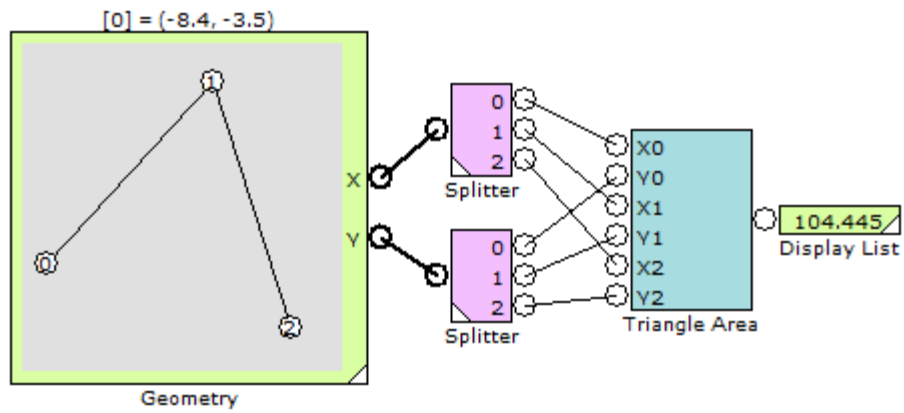 [0] = (-8.4, -3.5)
1
0
2
X
Y
Geometry
0
1
2
Splitter
0
1
2
Splitter
X0
Y0
X1
Y1
X2
Y2
Triangle Area
104.445
Display List